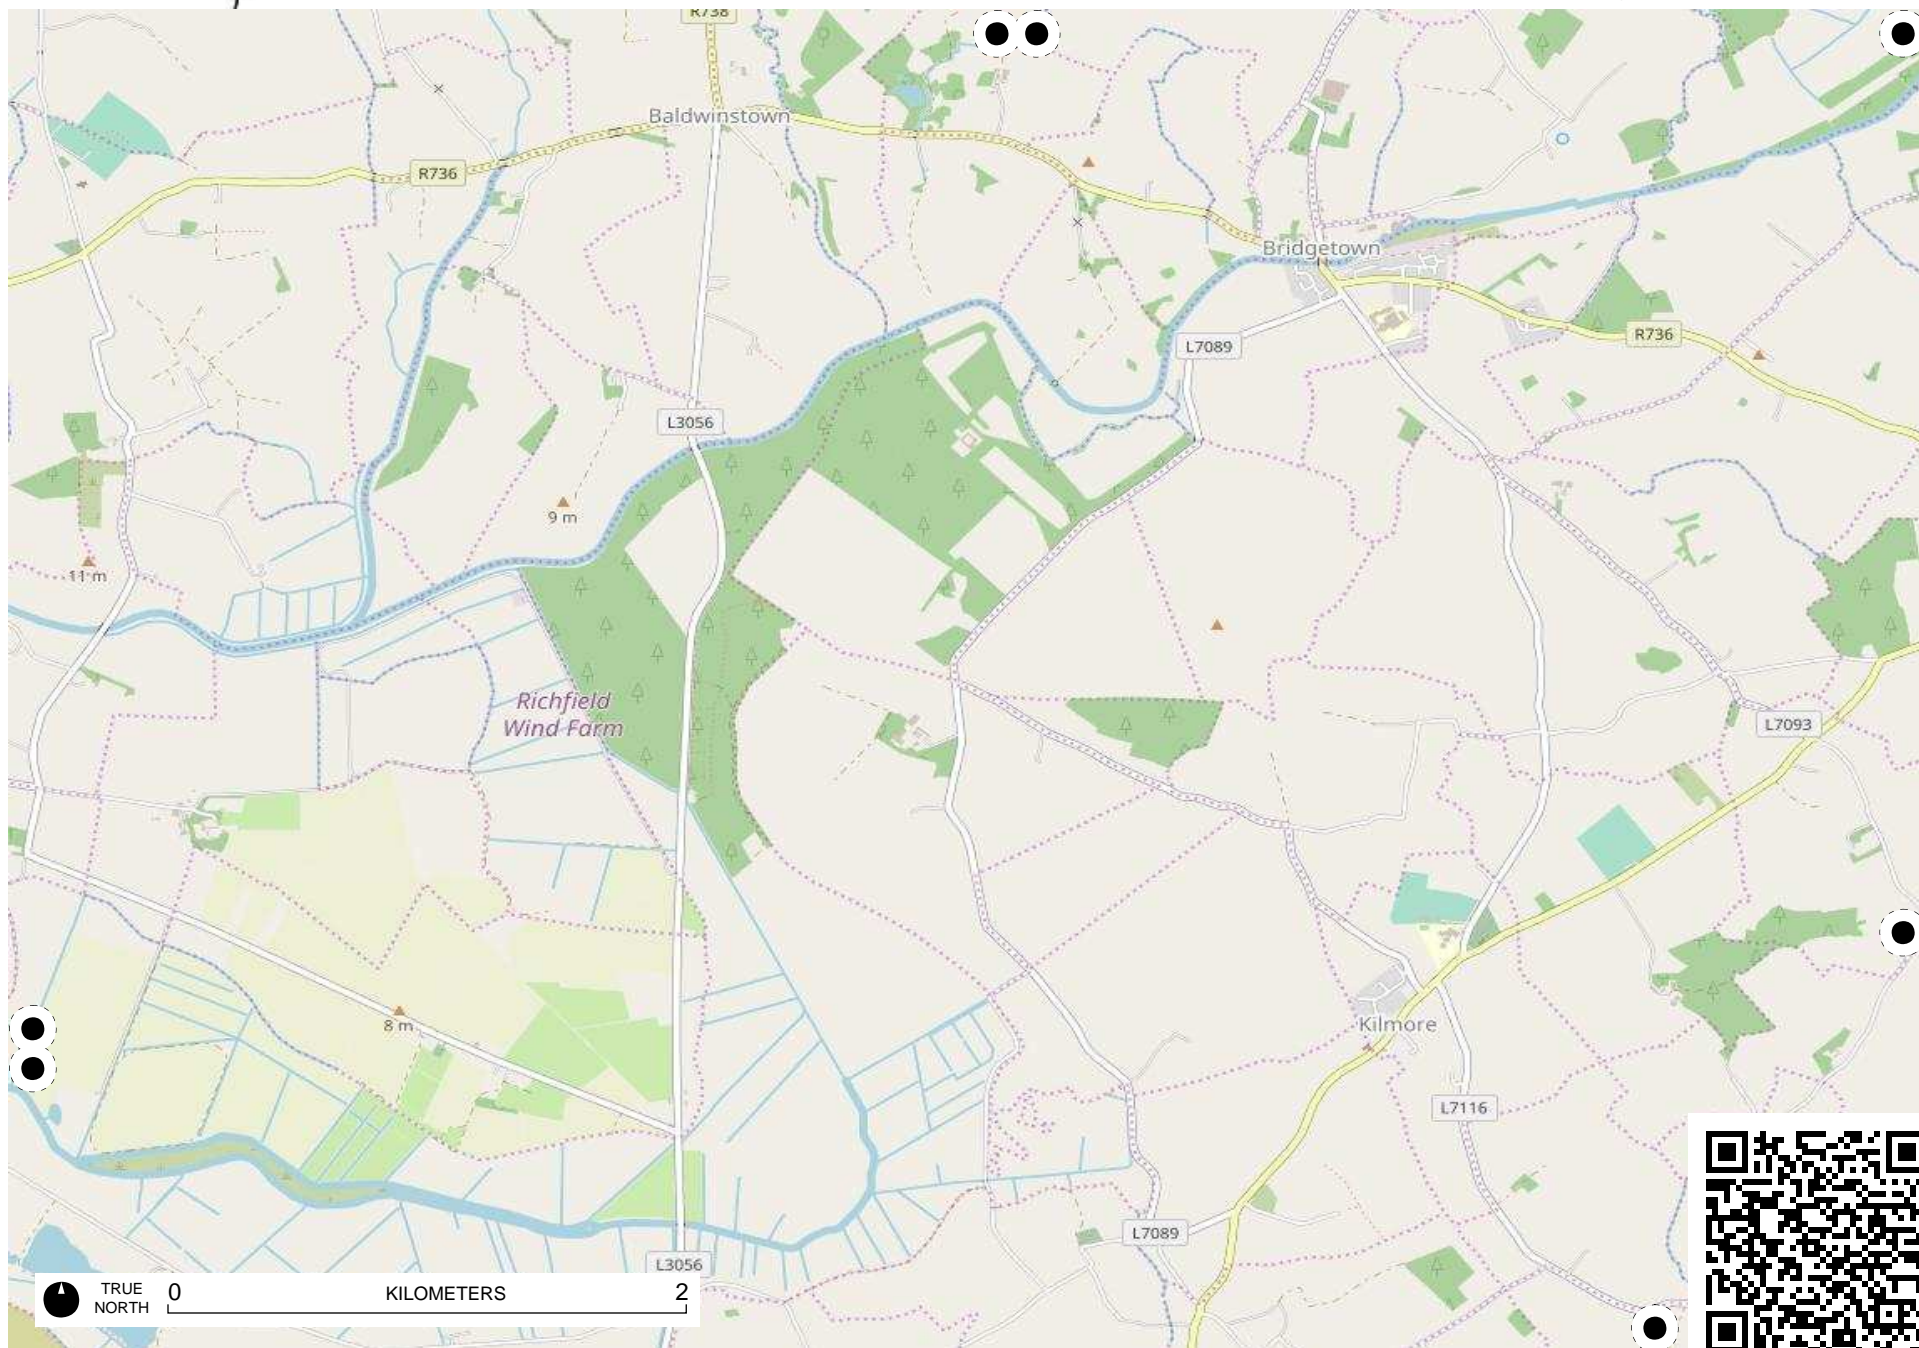 R738
Baldwinstown
R736
Bridgetown
R736
L7089
L3056
9 m
11 m
Richfield
Wind Farm
L7093
8 m
Kilmore
L7116
L7089
L3056
TRUE
NORTH
0
KILOMETERS
2